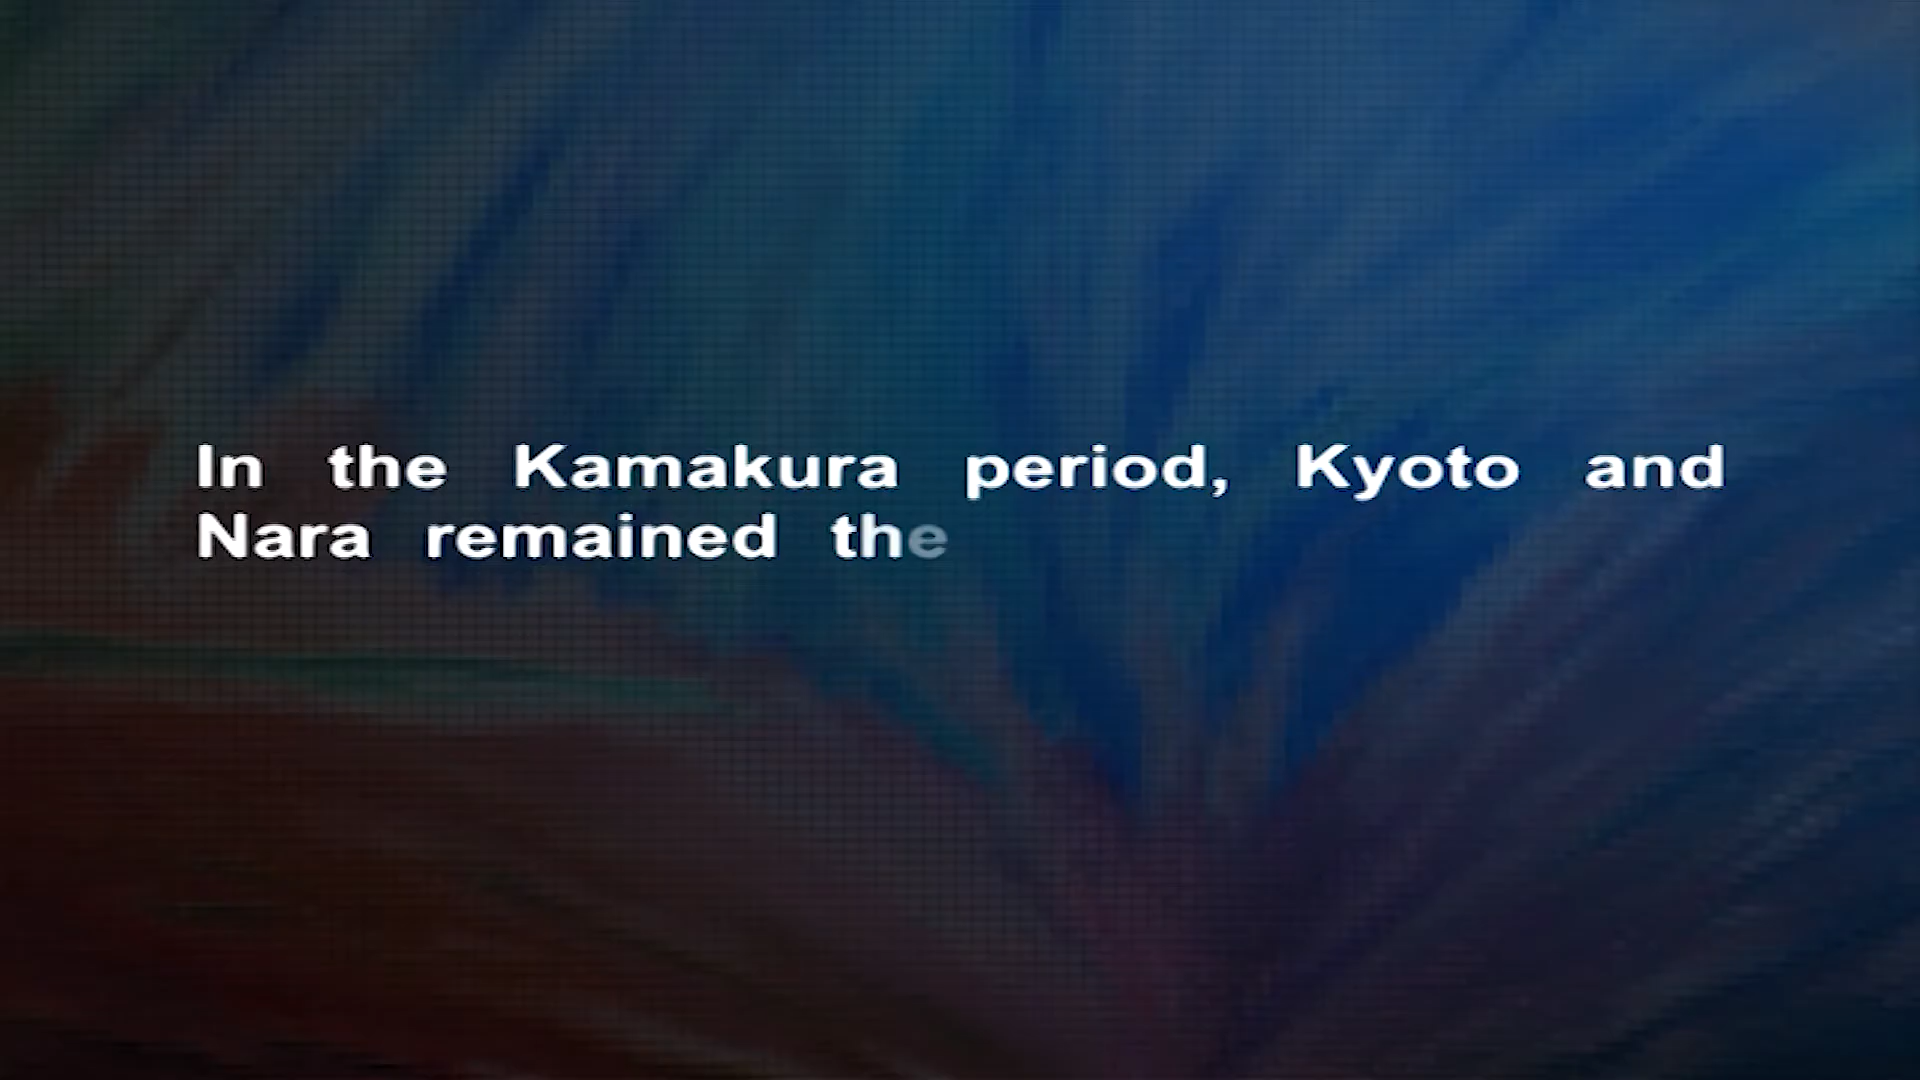 In the Kamakura period, Kyoto and
Nara remained the